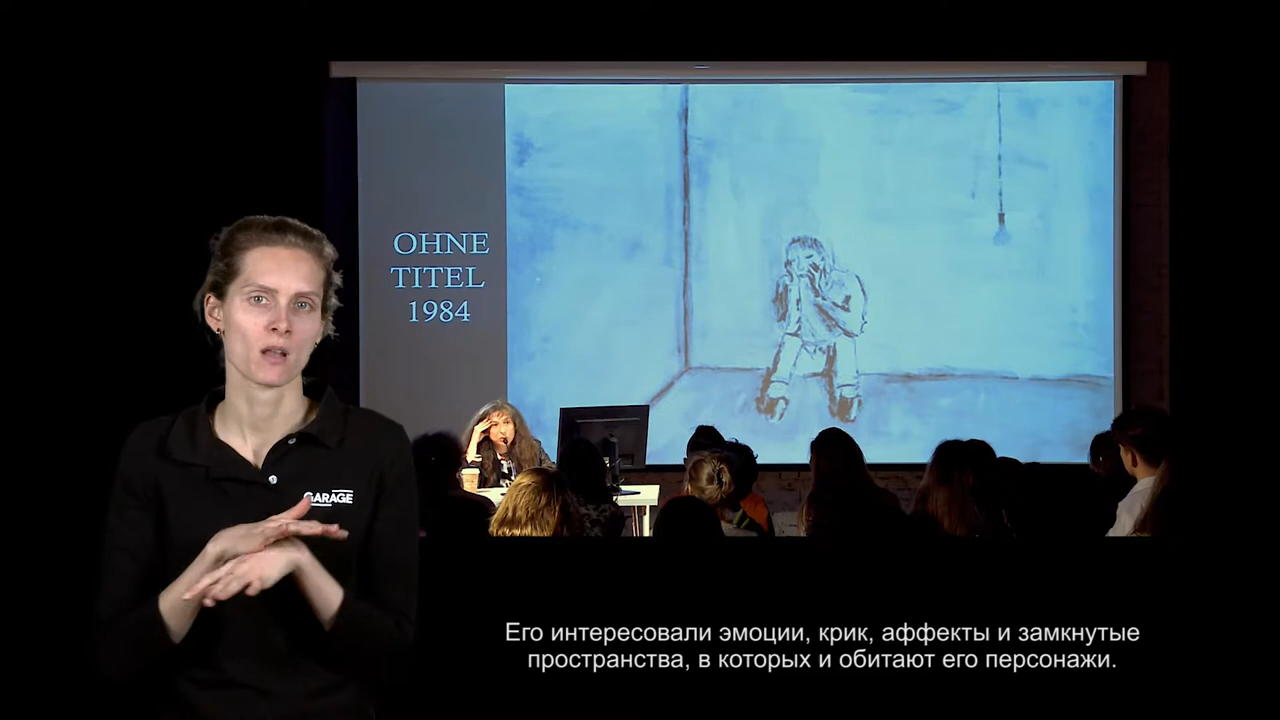 OHNE
TITEL
1984
GARAGE
Его интересовали эмоции, крик, аффекты и замкнутые
пространства, в которых и обитают его персонажи.